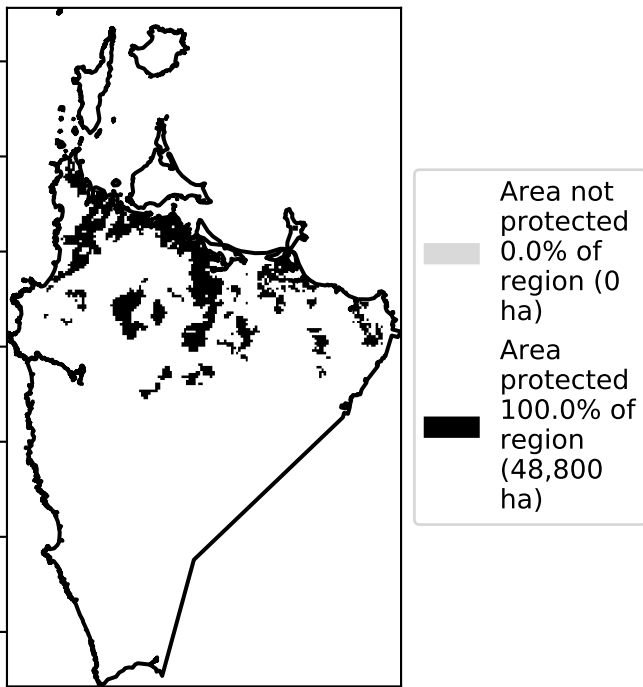 Area not
protected
0.0% of
region (0
ha)
Area
protected
100.0% of
region
(48,800
ha)